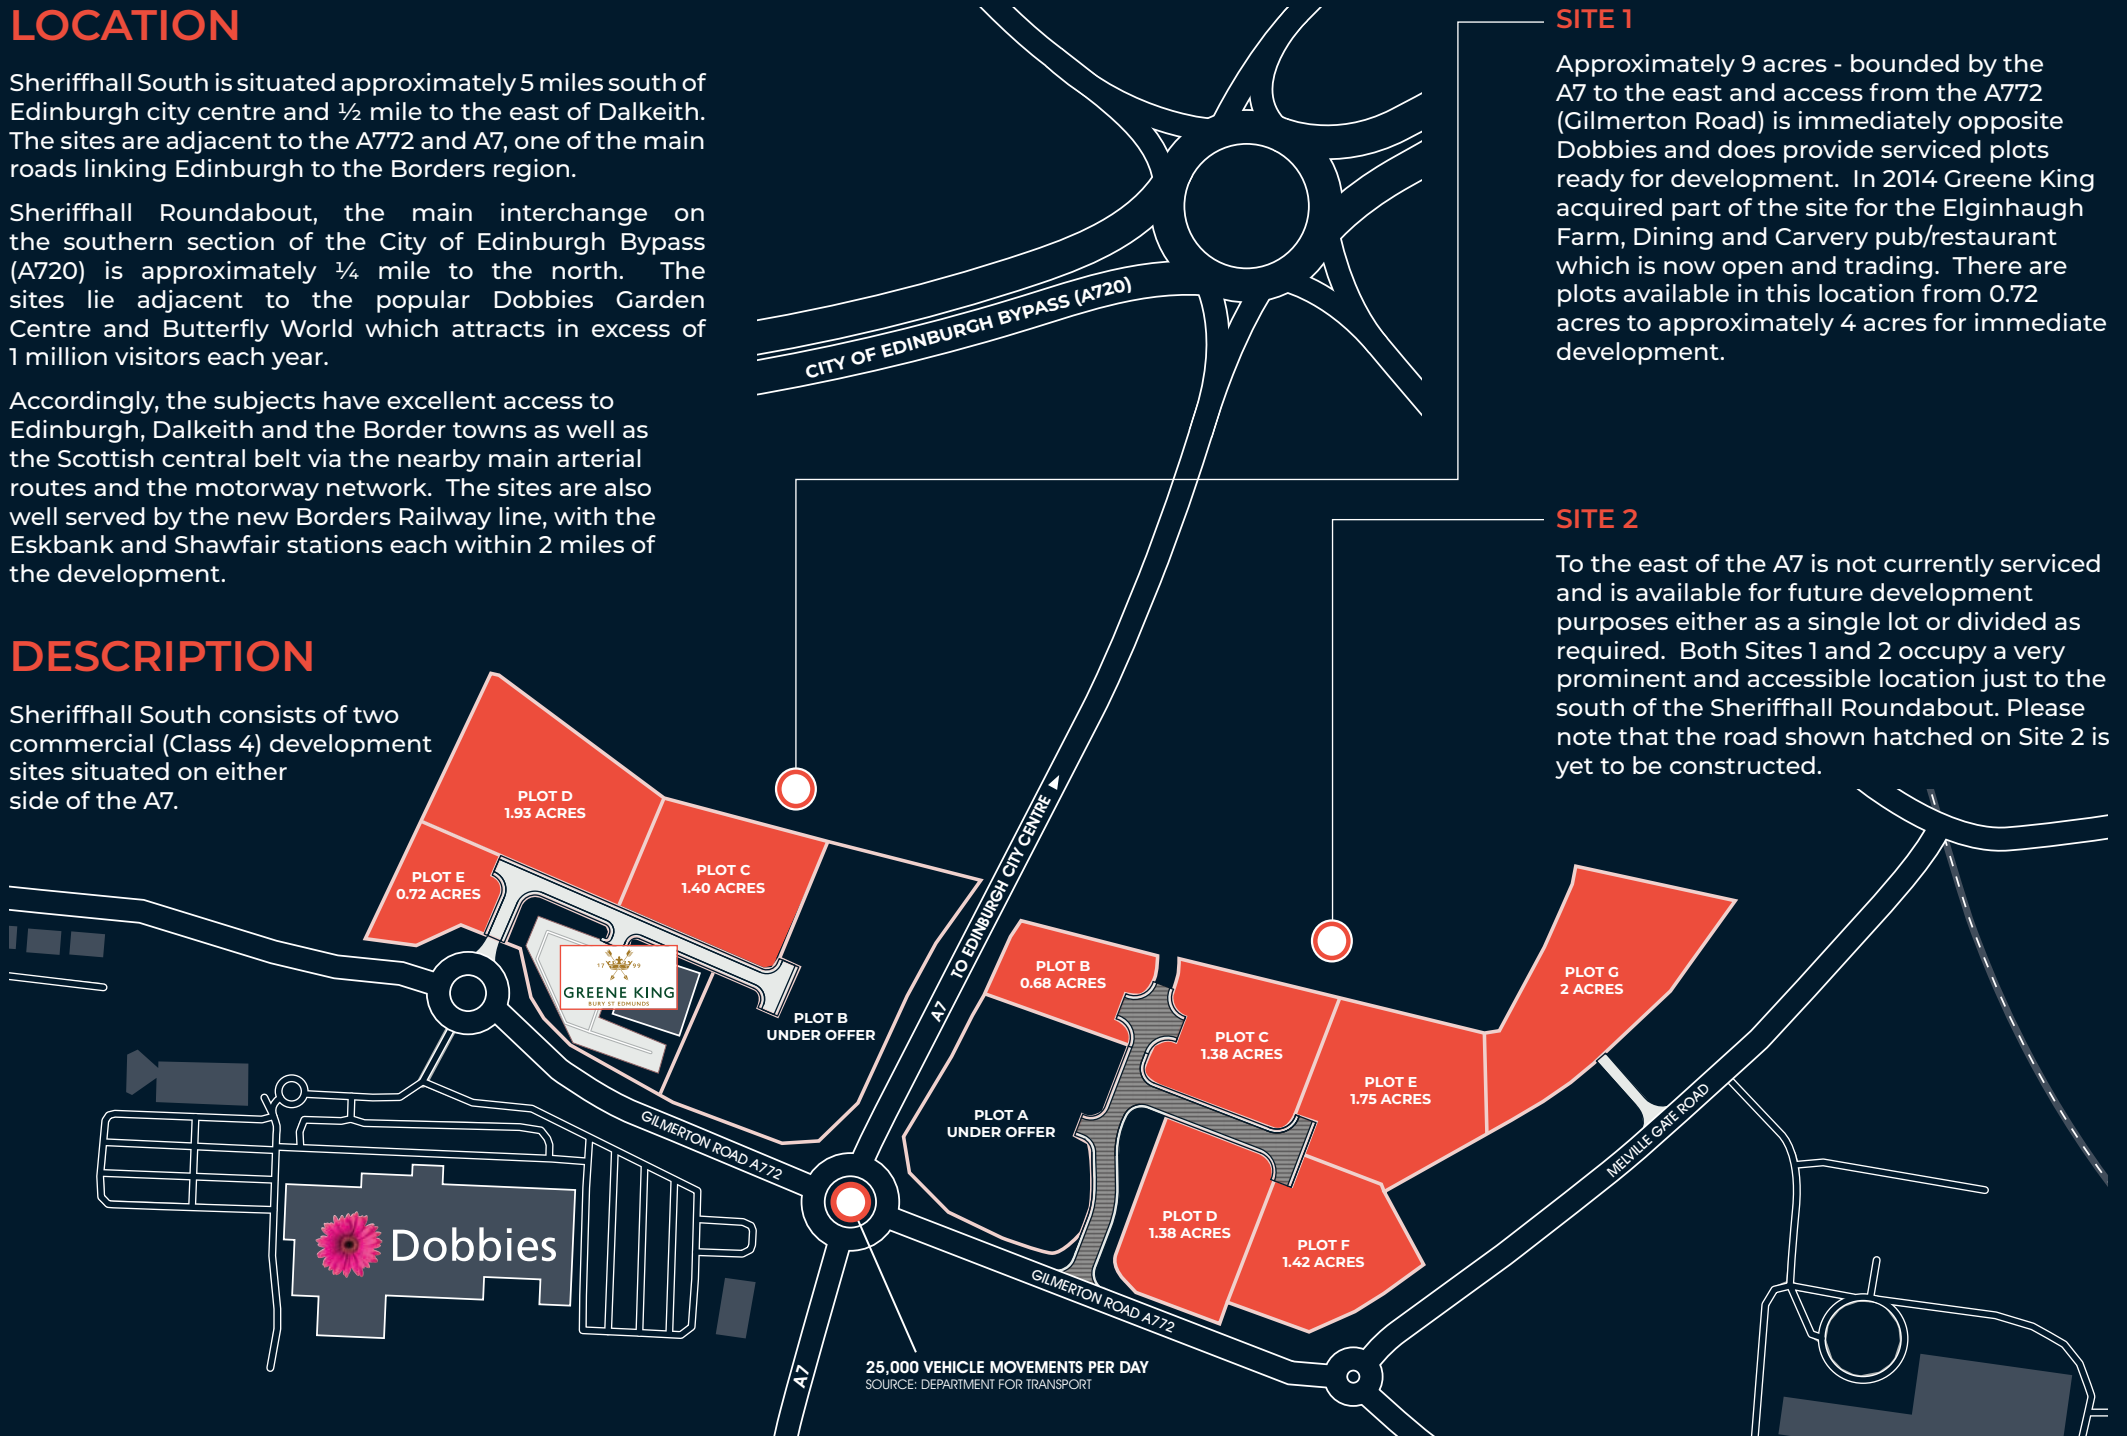 LOCATION
Sheriffhall South is situated approximately 5 miles south of
Edinburgh city centre and ½ mile to the east of Dalkeith.
The sites are adjacent to the A772 and A7, one of the main
roads linking Edinburgh to the Borders region.
Sheriffhall Roundabout, the main interchange on
the southern section of the City of Edinburgh Bypass
(A720) is approximately ¼ mile to the north. The
sites lie adjacent to the popular Dobbies Garden
Centre and Butterfly World which attracts in excess of
1 million visitors each year.
Accordingly, the subjects have excellent access to
Edinburgh, Dalkeith and the Border towns as well as
the Scottish central belt via the nearby main arterial
routes and the motorway network. The sites are also
well served by the new Borders Railway line, with the
Eskbank and Shawfair stations each within 2 miles of
the development.
DESCRIPTION
Sheriffhall South consists of two
commercial (Class 4) development
sites situated on either
side of the A7.
SITE 1
Approximately 9 acres - bounded by the
A7 to the east and access from the A772
(Gilmerton Road) is immediately opposite
Dobbies and does provide serviced plots
ready for development. In 2014 Greene King
acquired part of the site for the Elginhaugh
Farm, Dining and Carvery pub/restaurant
which is now open and trading. There are
plots available in this location from 0.72
acres to approximately 4 acres for immediate
development.
SITE 2
To the east of the A7 is not currently serviced
and is available for future development
purposes either as a single lot or divided as
required. Both Sites 1 and 2 occupy a very
prominent and accessible location just to the
south of the Sheriffhall Roundabout. Please
note that the road shown hatched on Site 2 is
yet to be constructed.
CITY OF EDINBURGH BYPASS (A720)
PLOT D
1.93 ACRES
PLOT E
0.72 ACRES
PLOT C
1.40 ACRES
17 99
GREENE KING
BURY ST EDMUNDS
PLOT B
UNDER OFFER
A7 TO EDINBURGH CITY CENTRE
PLOT B
0.68 ACRES
PLOT C
1.38 ACRES
PLOT G
2 ACRES
PLOT E
1.75 ACRES
PLOT A
UNDER OFFER
PLOT D
1.38 ACRES
PLOT F
1.42 ACRES
GILMERTON ROAD A772
MELVILLE GATE ROAD
Dobbies
GILMERTON ROAD A772
A7
25,000 VEHICLE MOVEMENTS PER DAY
SOURCE: DEPARTMENT FOR TRANSPORT